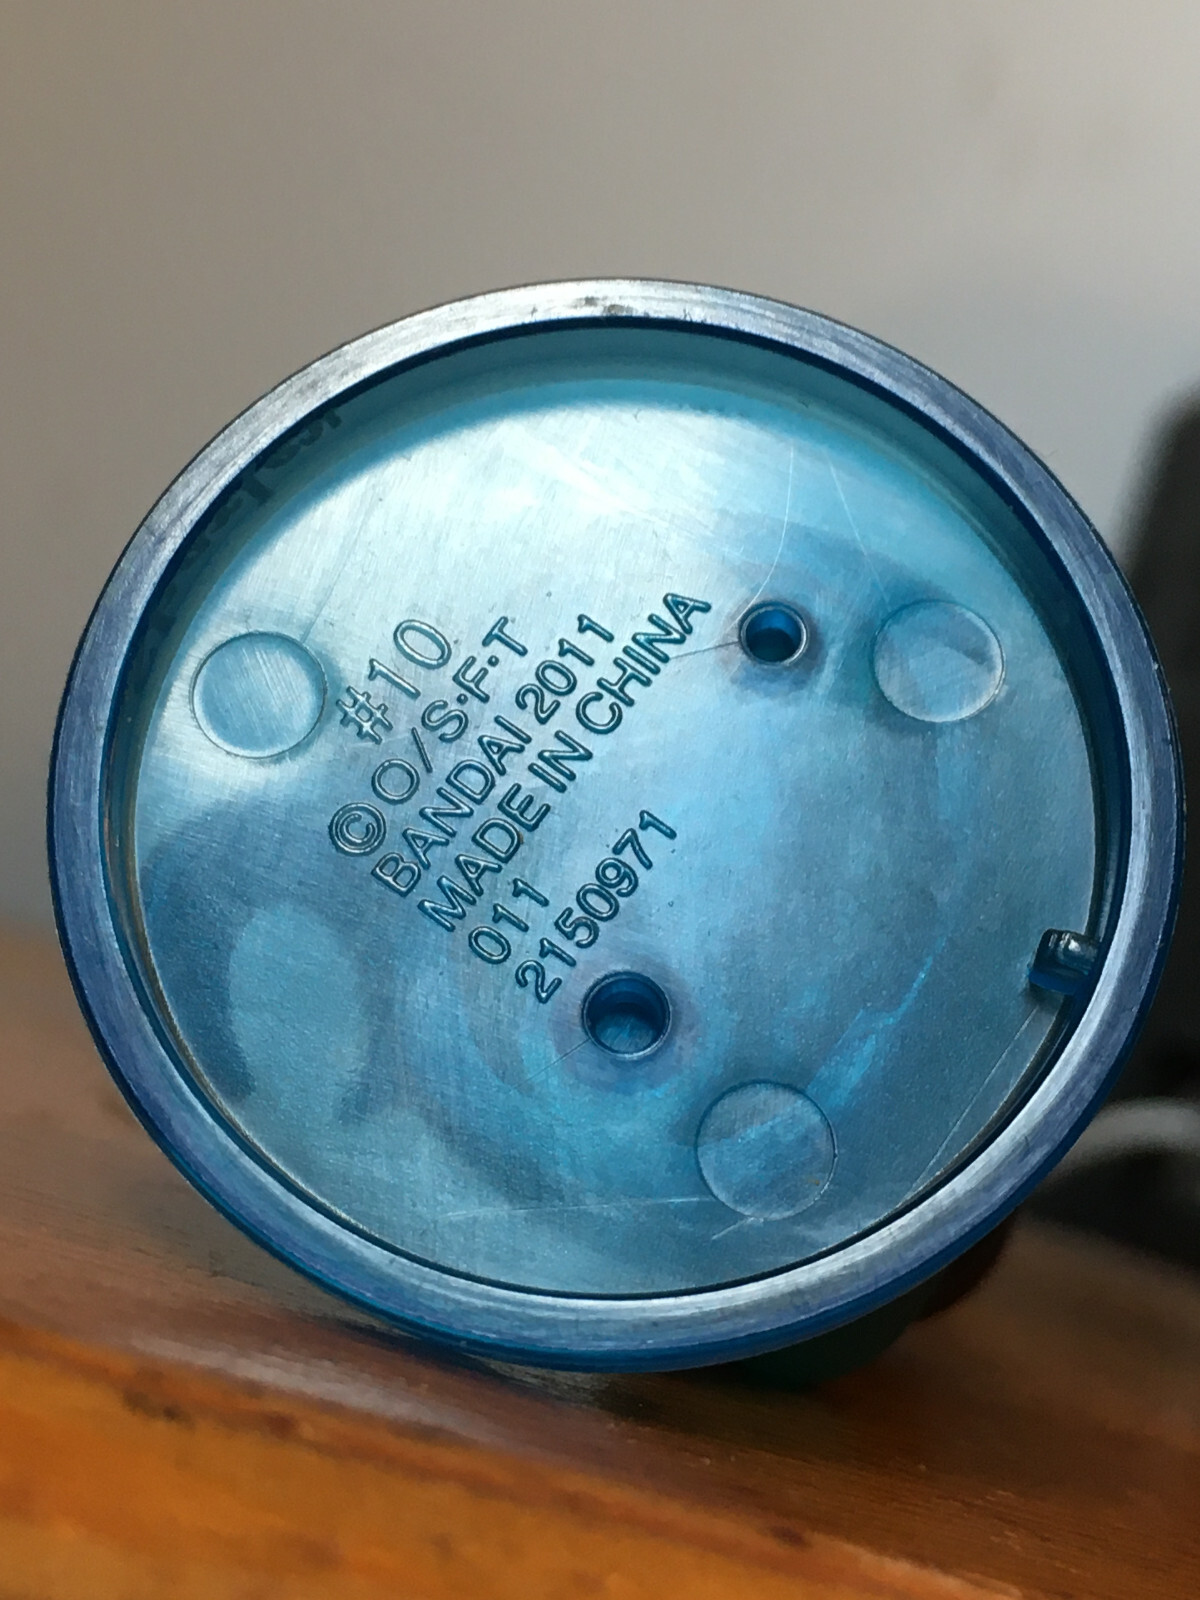 #10
©O/S·F·T
BANDAI 2011
MADE IN CHINA
011
2150971